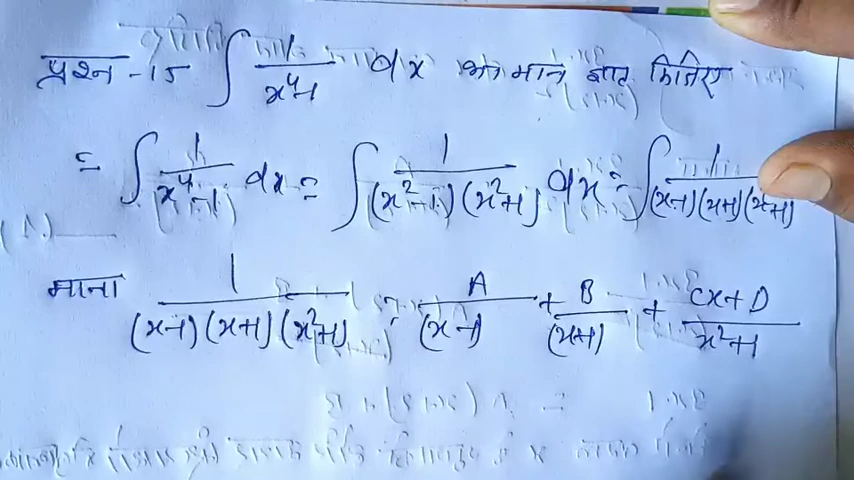 प्रश्न - 15 ∫ 1/(x⁴-1) dx का मान ज्ञात किजिए
= ∫ 1/(x⁴-1) dx = ∫ 1/((x²-1)(x²+1)) dx = ∫ 1/((x-1)(x+1)(x²+1))
माना 1/((x-1)(x+1)(x²+1)) = A/(x-1) + B/(x+1) + (Cx+D)/(x²+1)